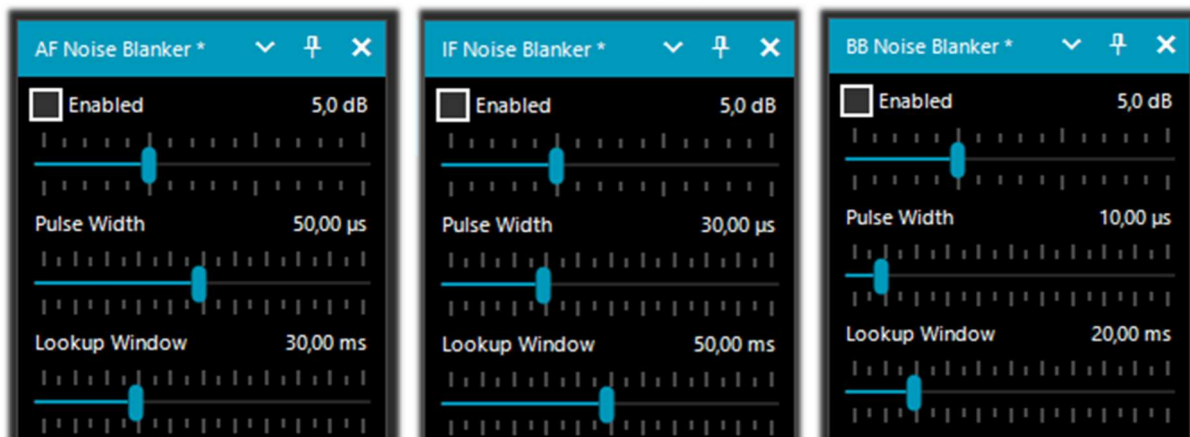 AF Noise Blanker *
Enabled 5,0 dB
Pulse Width 50,00 µs
Lookup Window 30,00 ms
IF Noise Blanker *
Enabled 5,0 dB
Pulse Width 30,00 µs
Lookup Window 50,00 ms
BB Noise Blanker *
Enabled 5,0 dB
Pulse Width 10,00 µs
Lookup Window 20,00 ms